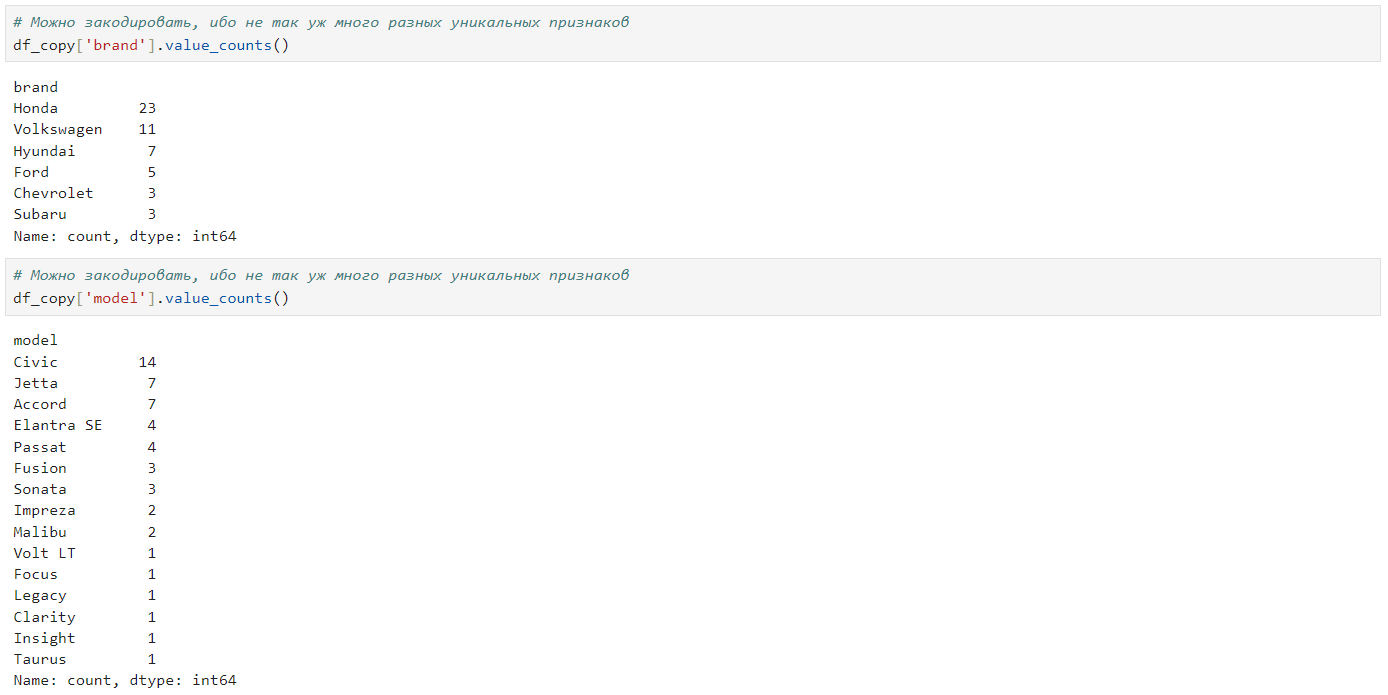 # Можно закодировать, ибо не так уж много разных уникальных признаков
df_copy['brand'].value_counts()
brand
Honda 23
Volkswagen 11
Hyundai 7
Ford 5
Chevrolet 3
Subaru 3
Name: count, dtype: int64
# Можно закодировать, ибо не так уж много разных уникальных признаков
df_copy['model'].value_counts()
model
Civic 14
Jetta 7
Accord 7
Elantra SE 4
Passat 4
Fusion 3
Sonata 3
Impreza 2
Malibu 2
Volt LT 1
Focus 1
Legacy 1
Clarity 1
Insight 1
Taurus 1
Name: count, dtype: int64